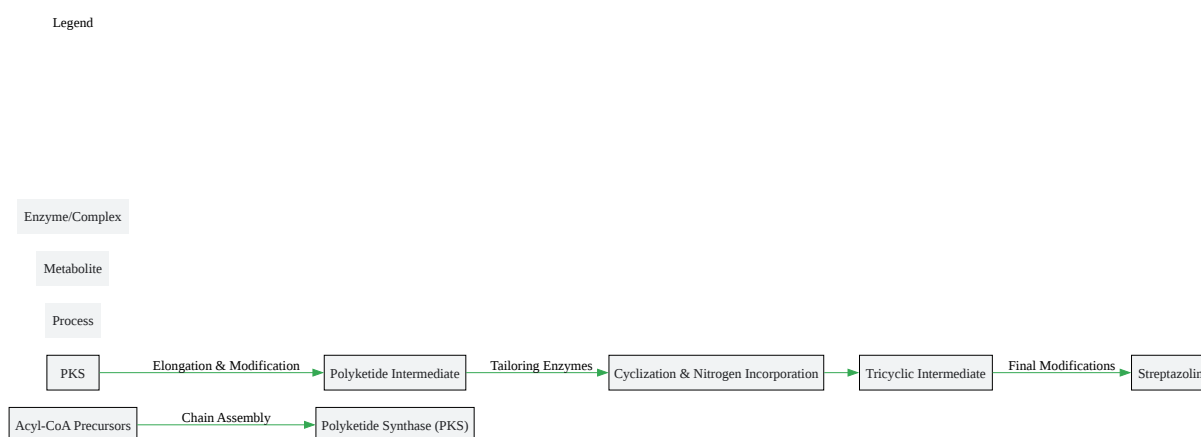 Legend
Enzyme/Complex
Metabolite
Process
PKS
Elongation & Modification
Polyketide Intermediate
Tailoring Enzymes
Cyclization & Nitrogen Incorporation
Tricyclic Intermediate
Final Modifications
Streptazolin
Acyl-CoA Precursors
Chain Assembly
Polyketide Synthase (PKS)